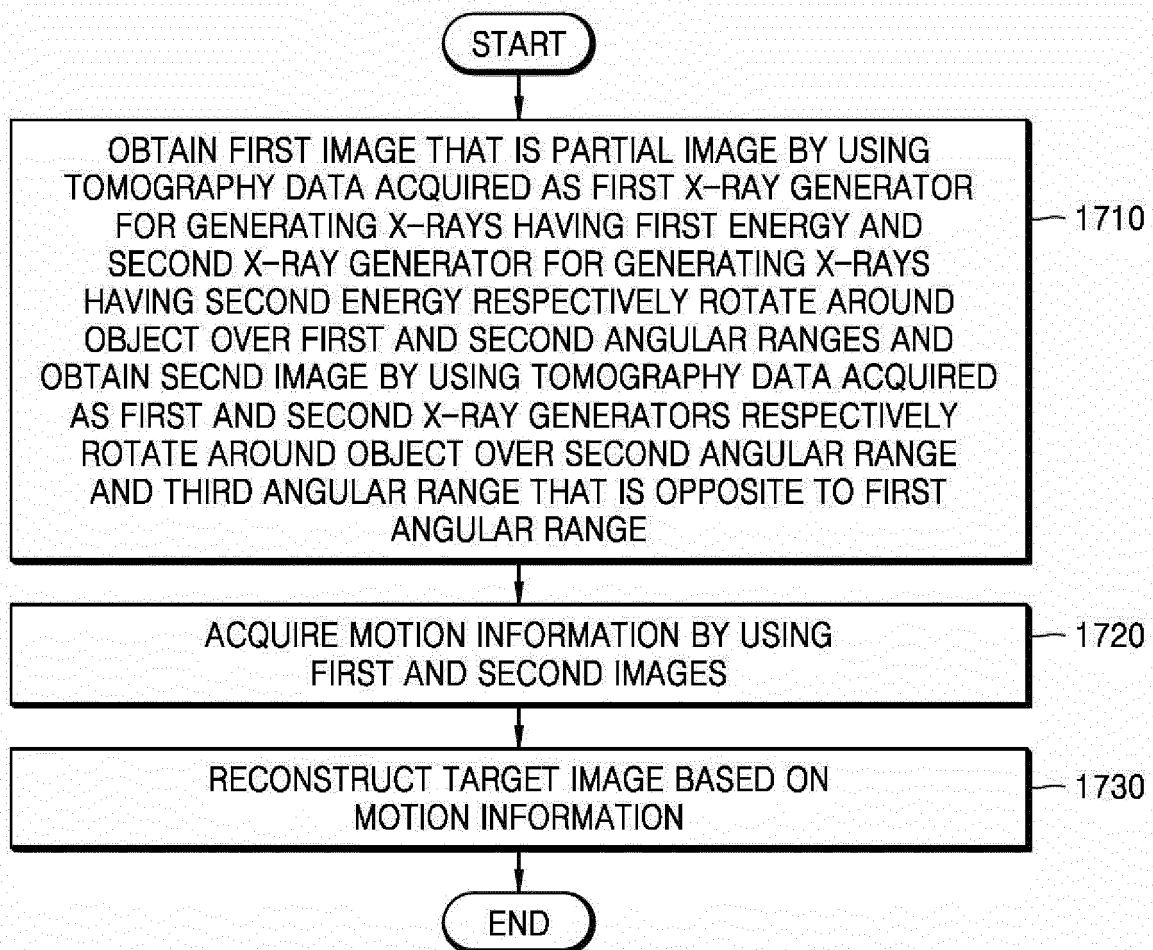 START
OBTAIN FIRST IMAGE THAT IS PARTIAL IMAGE BY USING
TOMOGRAPHY DATA ACQUIRED AS FIRST X-RAY GENERATOR
FOR GENERATING X-RAYS HAVING FIRST ENERGY AND
SECOND X-RAY GENERATOR FOR GENERATING X-RAYS
HAVING SECOND ENERGY RESPECTIVELY ROTATE AROUND
OBJECT OVER FIRST AND SECOND ANGULAR RANGES AND
OBTAIN SECND IMAGE BY USING TOMOGRAPHY DATA ACQUIRED
AS FIRST AND SECOND X-RAY GENERATORS RESPECTIVELY
ROTATE AROUND OBJECT OVER SECOND ANGULAR RANGE
AND THIRD ANGULAR RANGE THAT IS OPPOSITE TO FIRST
ANGULAR RANGE
1710
ACQUIRE MOTION INFORMATION BY USING
FIRST AND SECOND IMAGES
1720
RECONSTRUCT TARGET IMAGE BASED ON
MOTION INFORMATION
1730
END